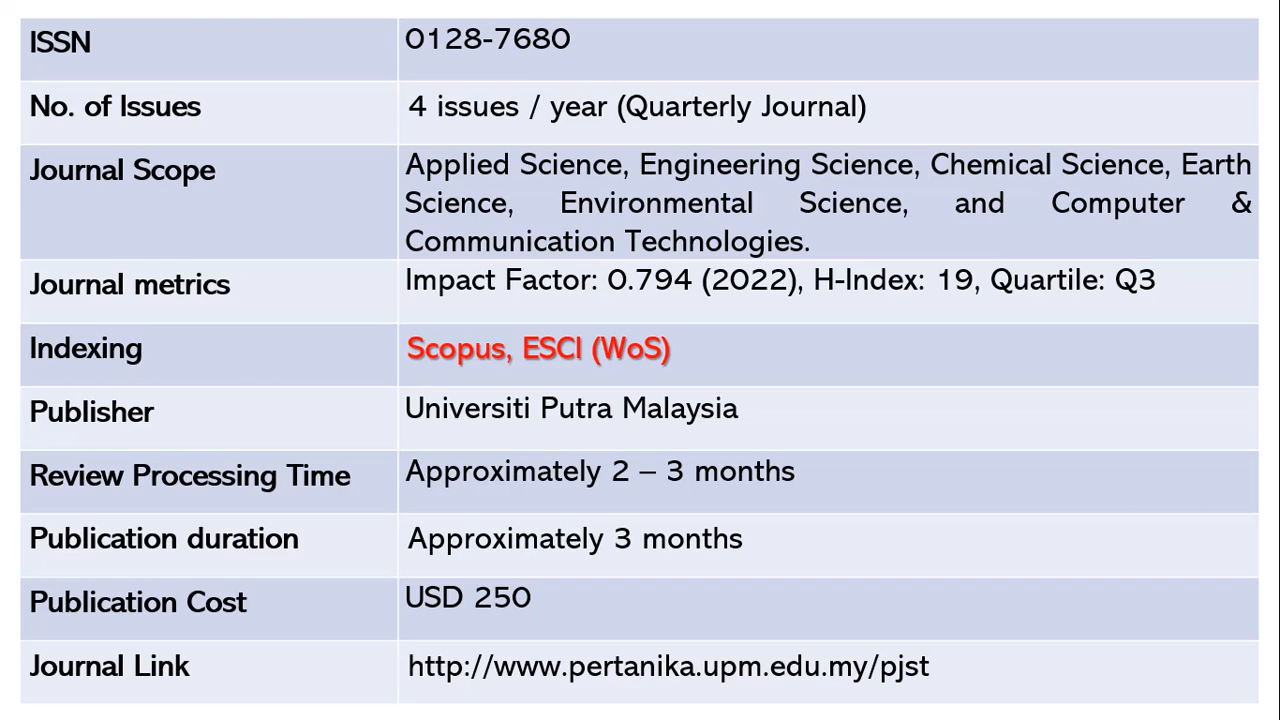 ISSN
0128-7680
No. of Issues
4 issues / year (Quarterly Journal)
Journal Scope
Applied Science, Engineering Science, Chemical Science, Earth
Science, Environmental Science, and Computer &
Communication Technologies.
Journal metrics
Impact Factor: 0.794 (2022), H-Index: 19, Quartile: Q3
Indexing
Scopus, ESCI (WoS)
Publisher
Universiti Putra Malaysia
Review Processing Time
Approximately 2 – 3 months
Publication duration
Approximately 3 months
Publication Cost
USD 250
Journal Link
http://www.pertanika.upm.edu.my/pjst